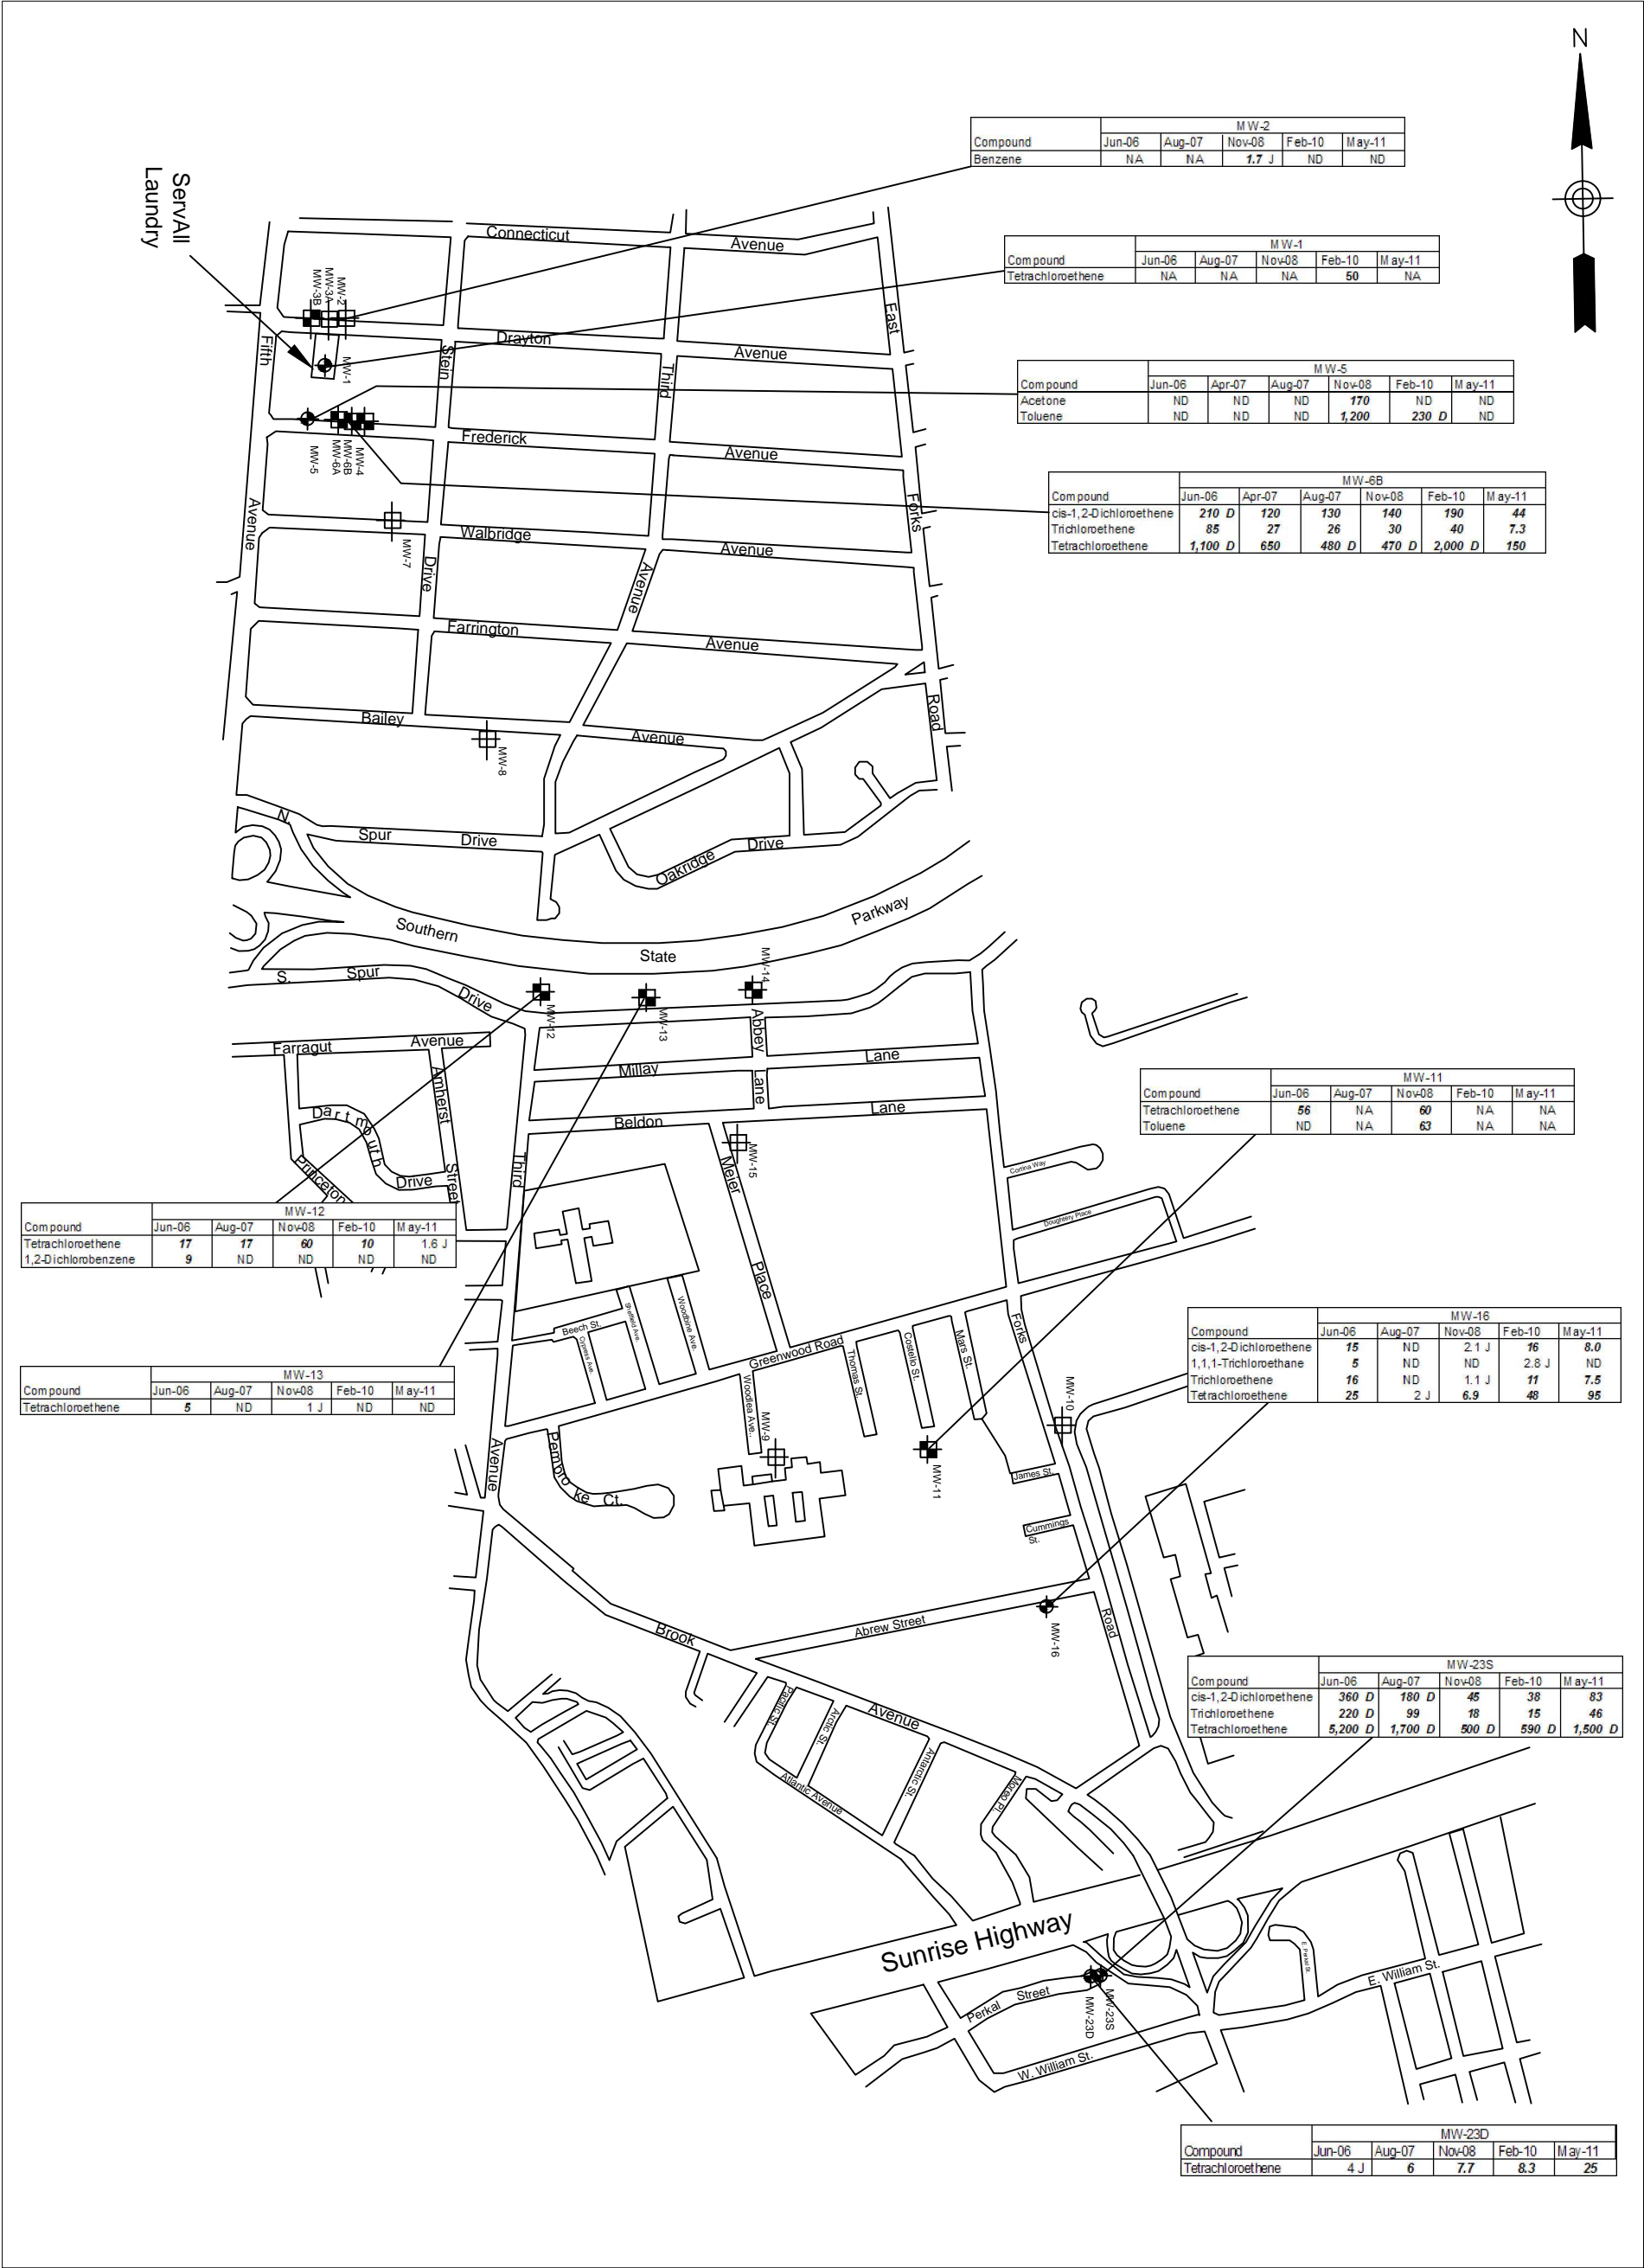 N
ServAll
Laundry
MW-2
Compound Jun-06 Aug-07 Nov-08 Feb-10 May-11
Benzene NA NA 1.7 J ND ND
MW-1
Compound Jun-06 Aug-07 Nov-08 Feb-10 May-11
Tetrachloroethene NA NA NA 50 NA
MW-5
Compound Jun-06 Apr-07 Aug-07 Nov-08 Feb-10 May-11
Acetone ND ND ND 170 ND ND
Toluene ND ND ND 1,200 230 D ND
MW-6B
Compound Jun-06 Apr-07 Aug-07 Nov-08 Feb-10 May-11
cis-1,2-Dichloroethene 210 D 120 130 140 190 44
Trichloroethene 85 27 26 30 40 7.3
Tetrachloroethene 1,100 D 650 480 D 470 D 2,000 D 150
Connecticut Avenue
MW-2
MW-3A
MW-3B
MW-1
Drayton Avenue
Fifth
Avenue
Stein
Drive
Third
Avenue
East
Forks
Road
MW-4
MW-6B
MW-6A
MW-5
Frederick Avenue
MW-7
Walbridge Avenue
Farrington Avenue
Bailey Avenue
MW-8
N. Spur Drive
Oakridge Drive
Southern State Parkway
S. Spur Drive
MW-12
MW-13
MW-14
Abbey
Lane
Farragut Avenue
Amherst
Street
Millay Lane
Beldon Lane
Dartmouth Drive
Princeton
Third
Avenue
MW-15
Meier
Place
Cortina Way
Doughtery Place
MW-11
Compound Jun-06 Aug-07 Nov-08 Feb-10 May-11
Tetrachloroethene 56 NA 60 NA NA
Toluene ND NA 63 NA NA
MW-12
Compound Jun-06 Aug-07 Nov-08 Feb-10 May-11
Tetrachloroethene 17 17 60 10 1.6 J
1,2-Dichlorobenzene 9 ND ND ND ND
MW-13
Compound Jun-06 Aug-07 Nov-08 Feb-10 May-11
Tetrachloroethene 5 ND 1 J ND ND
Beech St.
Cypress Ave.
Sheffield Ave.
Woodbine Ave.
Greenwood Road
Woodlea Ave..
Thomas St.
Costello St.
Mars St.
Forks
Road
MW-9
MW-10
MW-11
Pembroke Ct.
James St.
Cummings
St.
MW-16
Compound Jun-06 Aug-07 Nov-08 Feb-10 May-11
cis-1,2-Dichloroethene 15 ND 2.1 J 16 8.0
1,1,1-Trichloroethane 5 ND ND 2.8 J ND
Trichloroethene 16 ND 1.1 J 11 7.5
Tetrachloroethene 25 2 J 6.9 48 95
MW-16
Abrew Street
Brook
Avenue
Pacific St.
Arctic St.
Antarctic St.
Atlantic Avenue
Moreo Pl.
MW-23S
Compound Jun-06 Aug-07 Nov-08 Feb-10 May-11
cis-1,2-Dichloroethene 360 D 180 D 45 38 83
Trichloroethene 220 D 99 18 15 46
Tetrachloroethene 5,200 D 1,700 D 500 D 590 D 1,500 D
Sunrise Highway
Perkal Street
MW-23S
MW-23D
W. William St.
E. William St.
E. Perkal St.
MW-23D
Compound Jun-06 Aug-07 Nov-08 Feb-10 May-11
Tetrachloroethene 4 J 6 7.7 8.3 25